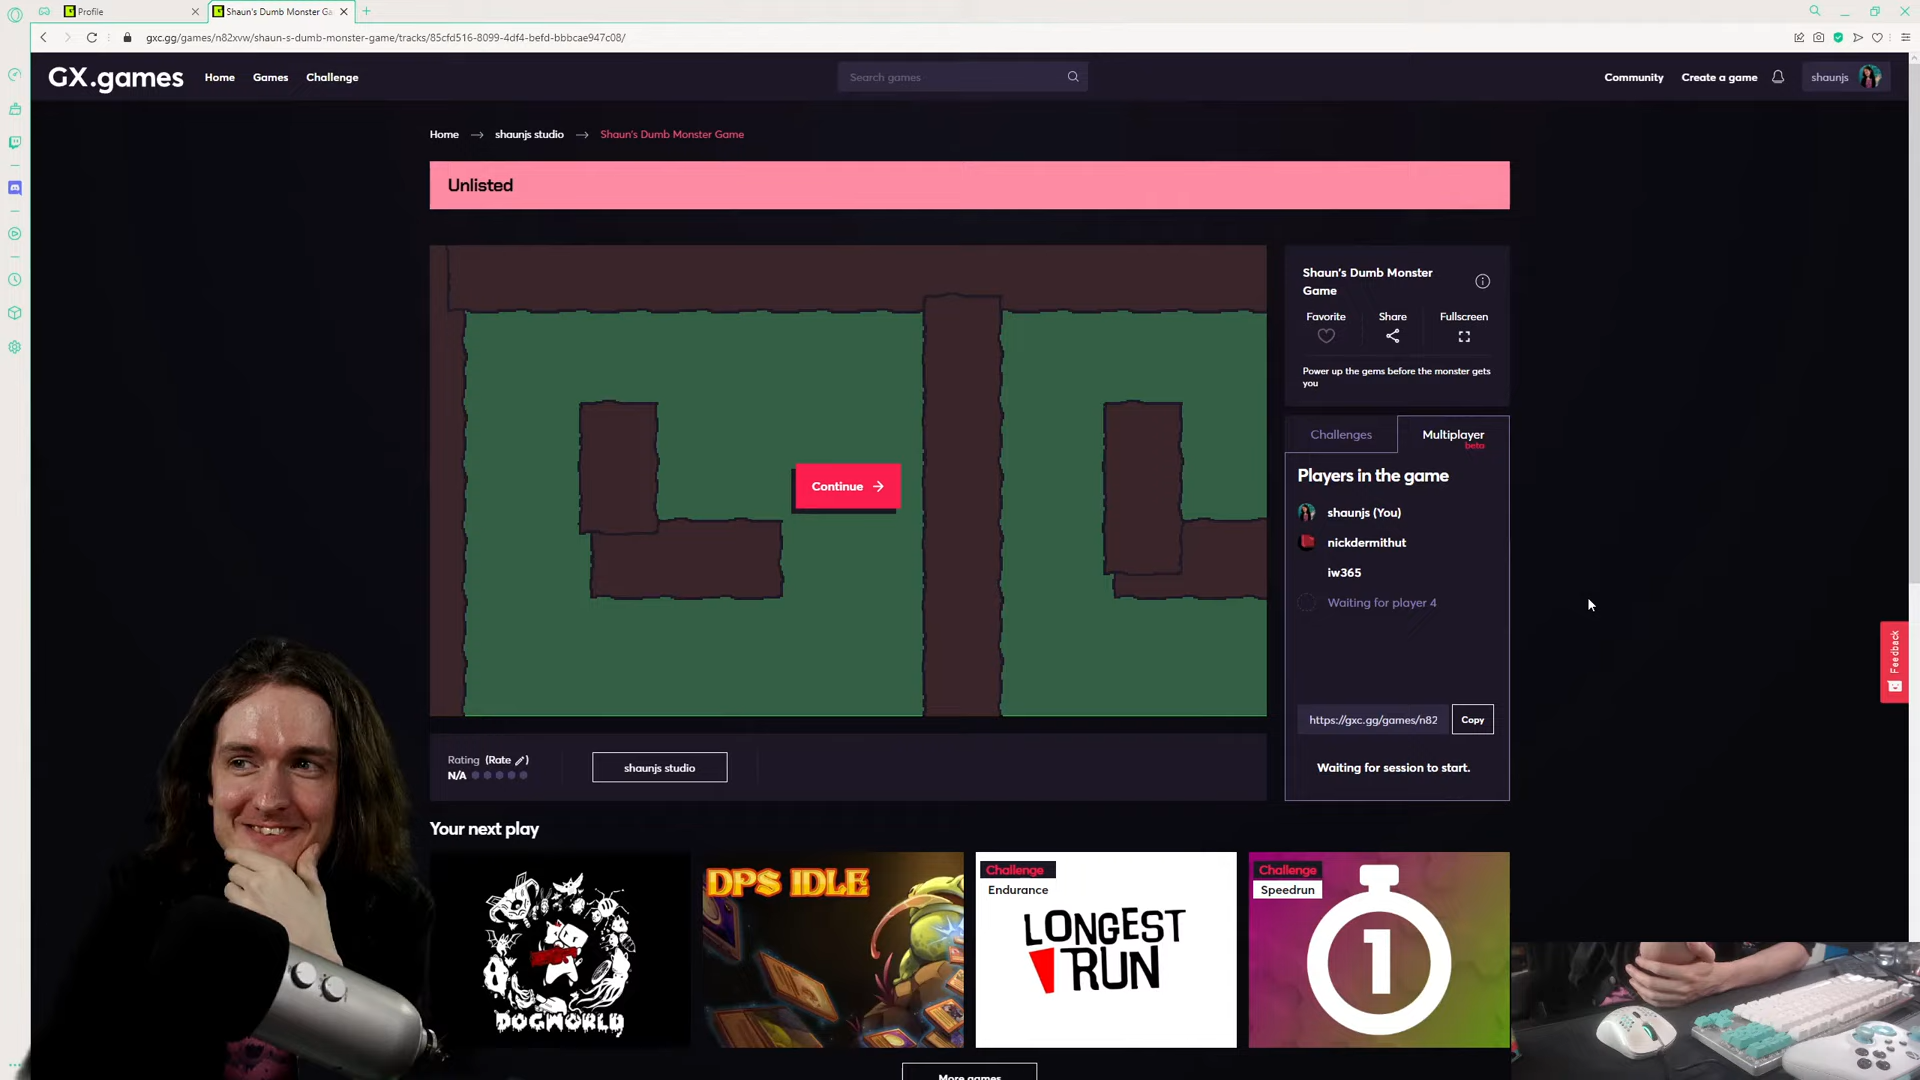 Profile
Shaun's Dumb Monster Ga
gxc.gg/games/n82xvw/shaun-s-dumb-monster-game/tracks/85cfd516-8099-4df4-befd-bbbcae947c08/
GX.games
Home
Games
Challenge
Search games
Community
Create a game
shaunjs
Home
shaunjs studio
Shaun's Dumb Monster Game
Unlisted
Continue
Shaun's Dumb Monster
Game
Favorite
Share
Fullscreen
Power up the gems before the monster gets
you
Challenges
Multiplayer
beta
Players in the game
shaunjs (You)
nickdermithut
iw365
Waiting for player 4
https://gxc.gg/games/n82
Copy
Waiting for session to start.
Feedback
Rating (Rate)
N/A
shaunjs studio
Your next play
DOGWORLD
DPS IDLE
Challenge
Endurance
LONGEST
RUN
Challenge
Speedrun
1
More games